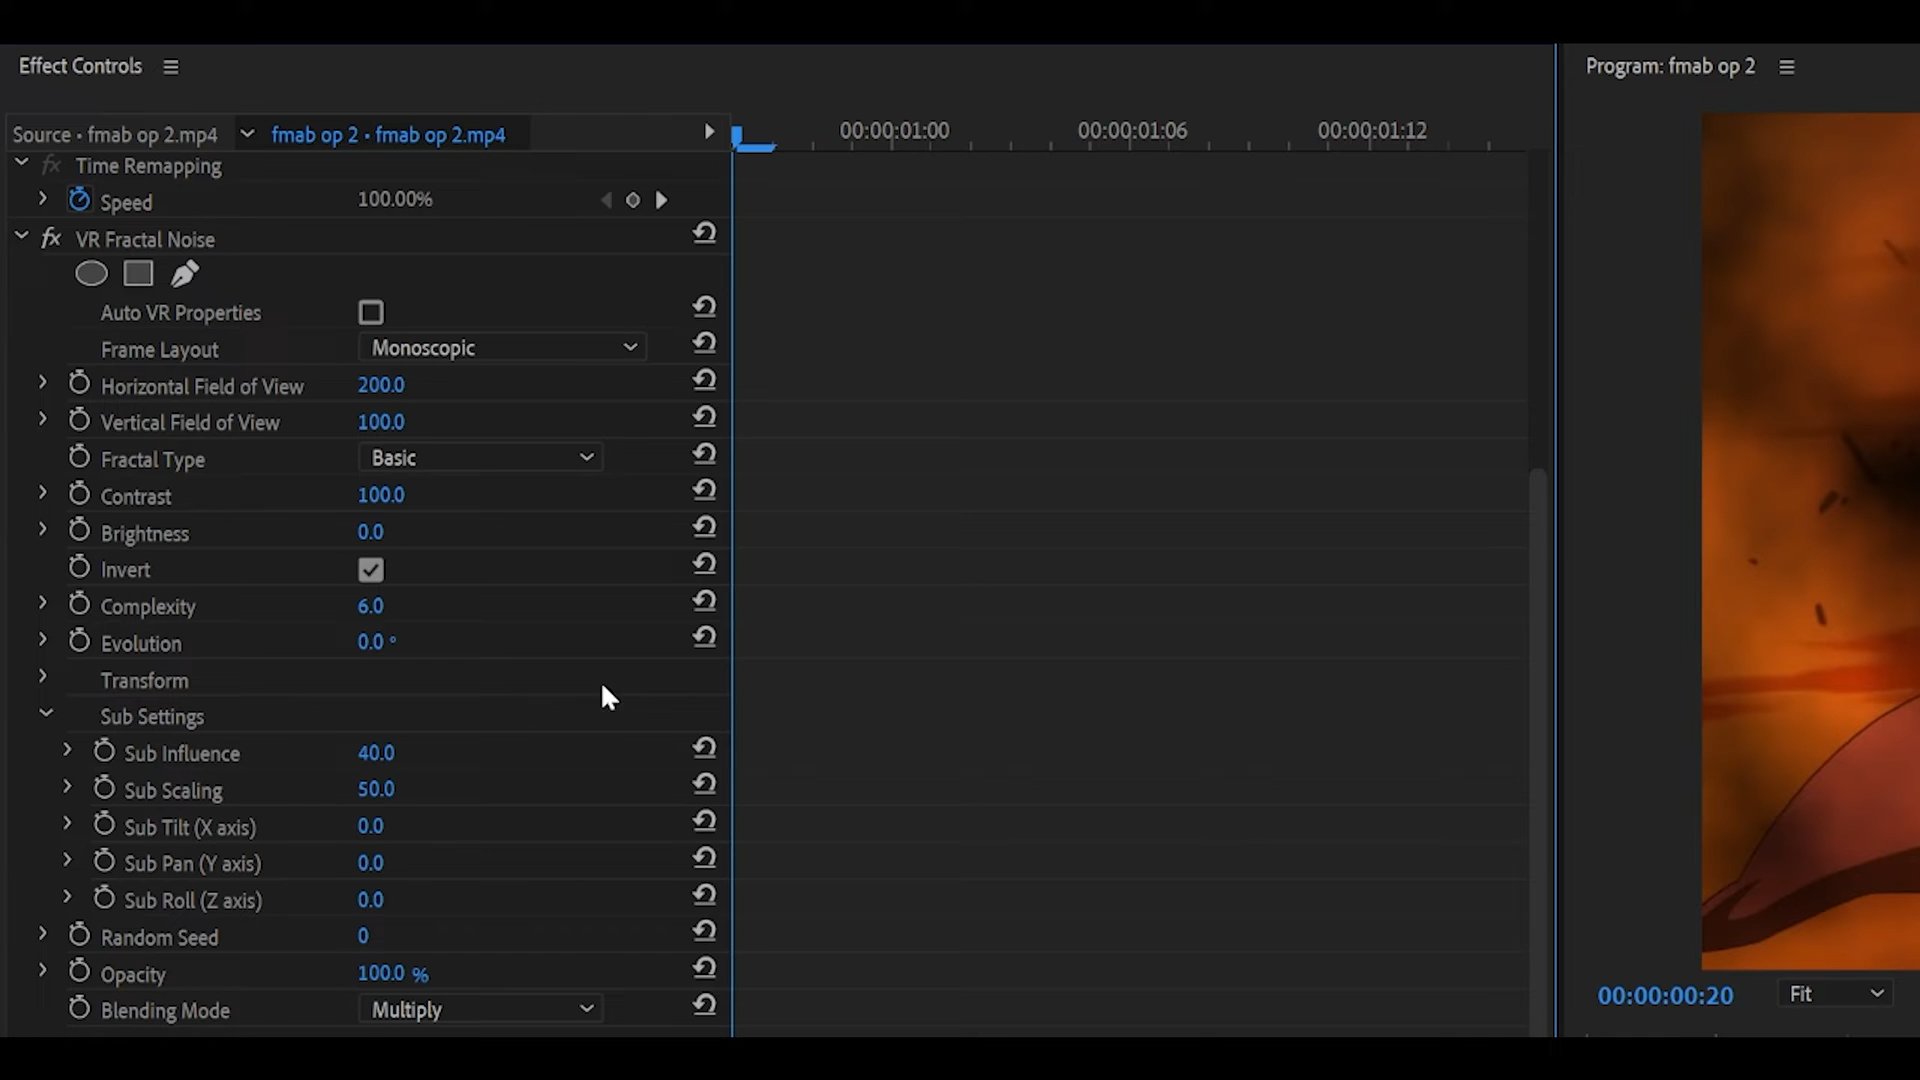 Effect Controls
Program: fmab op 2
Source • fmab op 2.mp4
fmab op 2 • fmab op 2.mp4
00:00:01:00
00:00:01:06
00:00:01:12
fx Time Remapping
Speed 100.00%
fx VR Fractal Noise
Auto VR Properties
Frame Layout Monoscopic
Horizontal Field of View 200.0
Vertical Field of View 100.0
Fractal Type Basic
Contrast 100.0
Brightness 0.0
Invert
Complexity 6.0
Evolution 0.0 °
Transform
Sub Settings
Sub Influence 40.0
Sub Scaling 50.0
Sub Tilt (X axis) 0.0
Sub Pan (Y axis) 0.0
Sub Roll (Z axis) 0.0
Random Seed 0
Opacity 100.0 %
Blending Mode Multiply
00:00:00:20
Fit